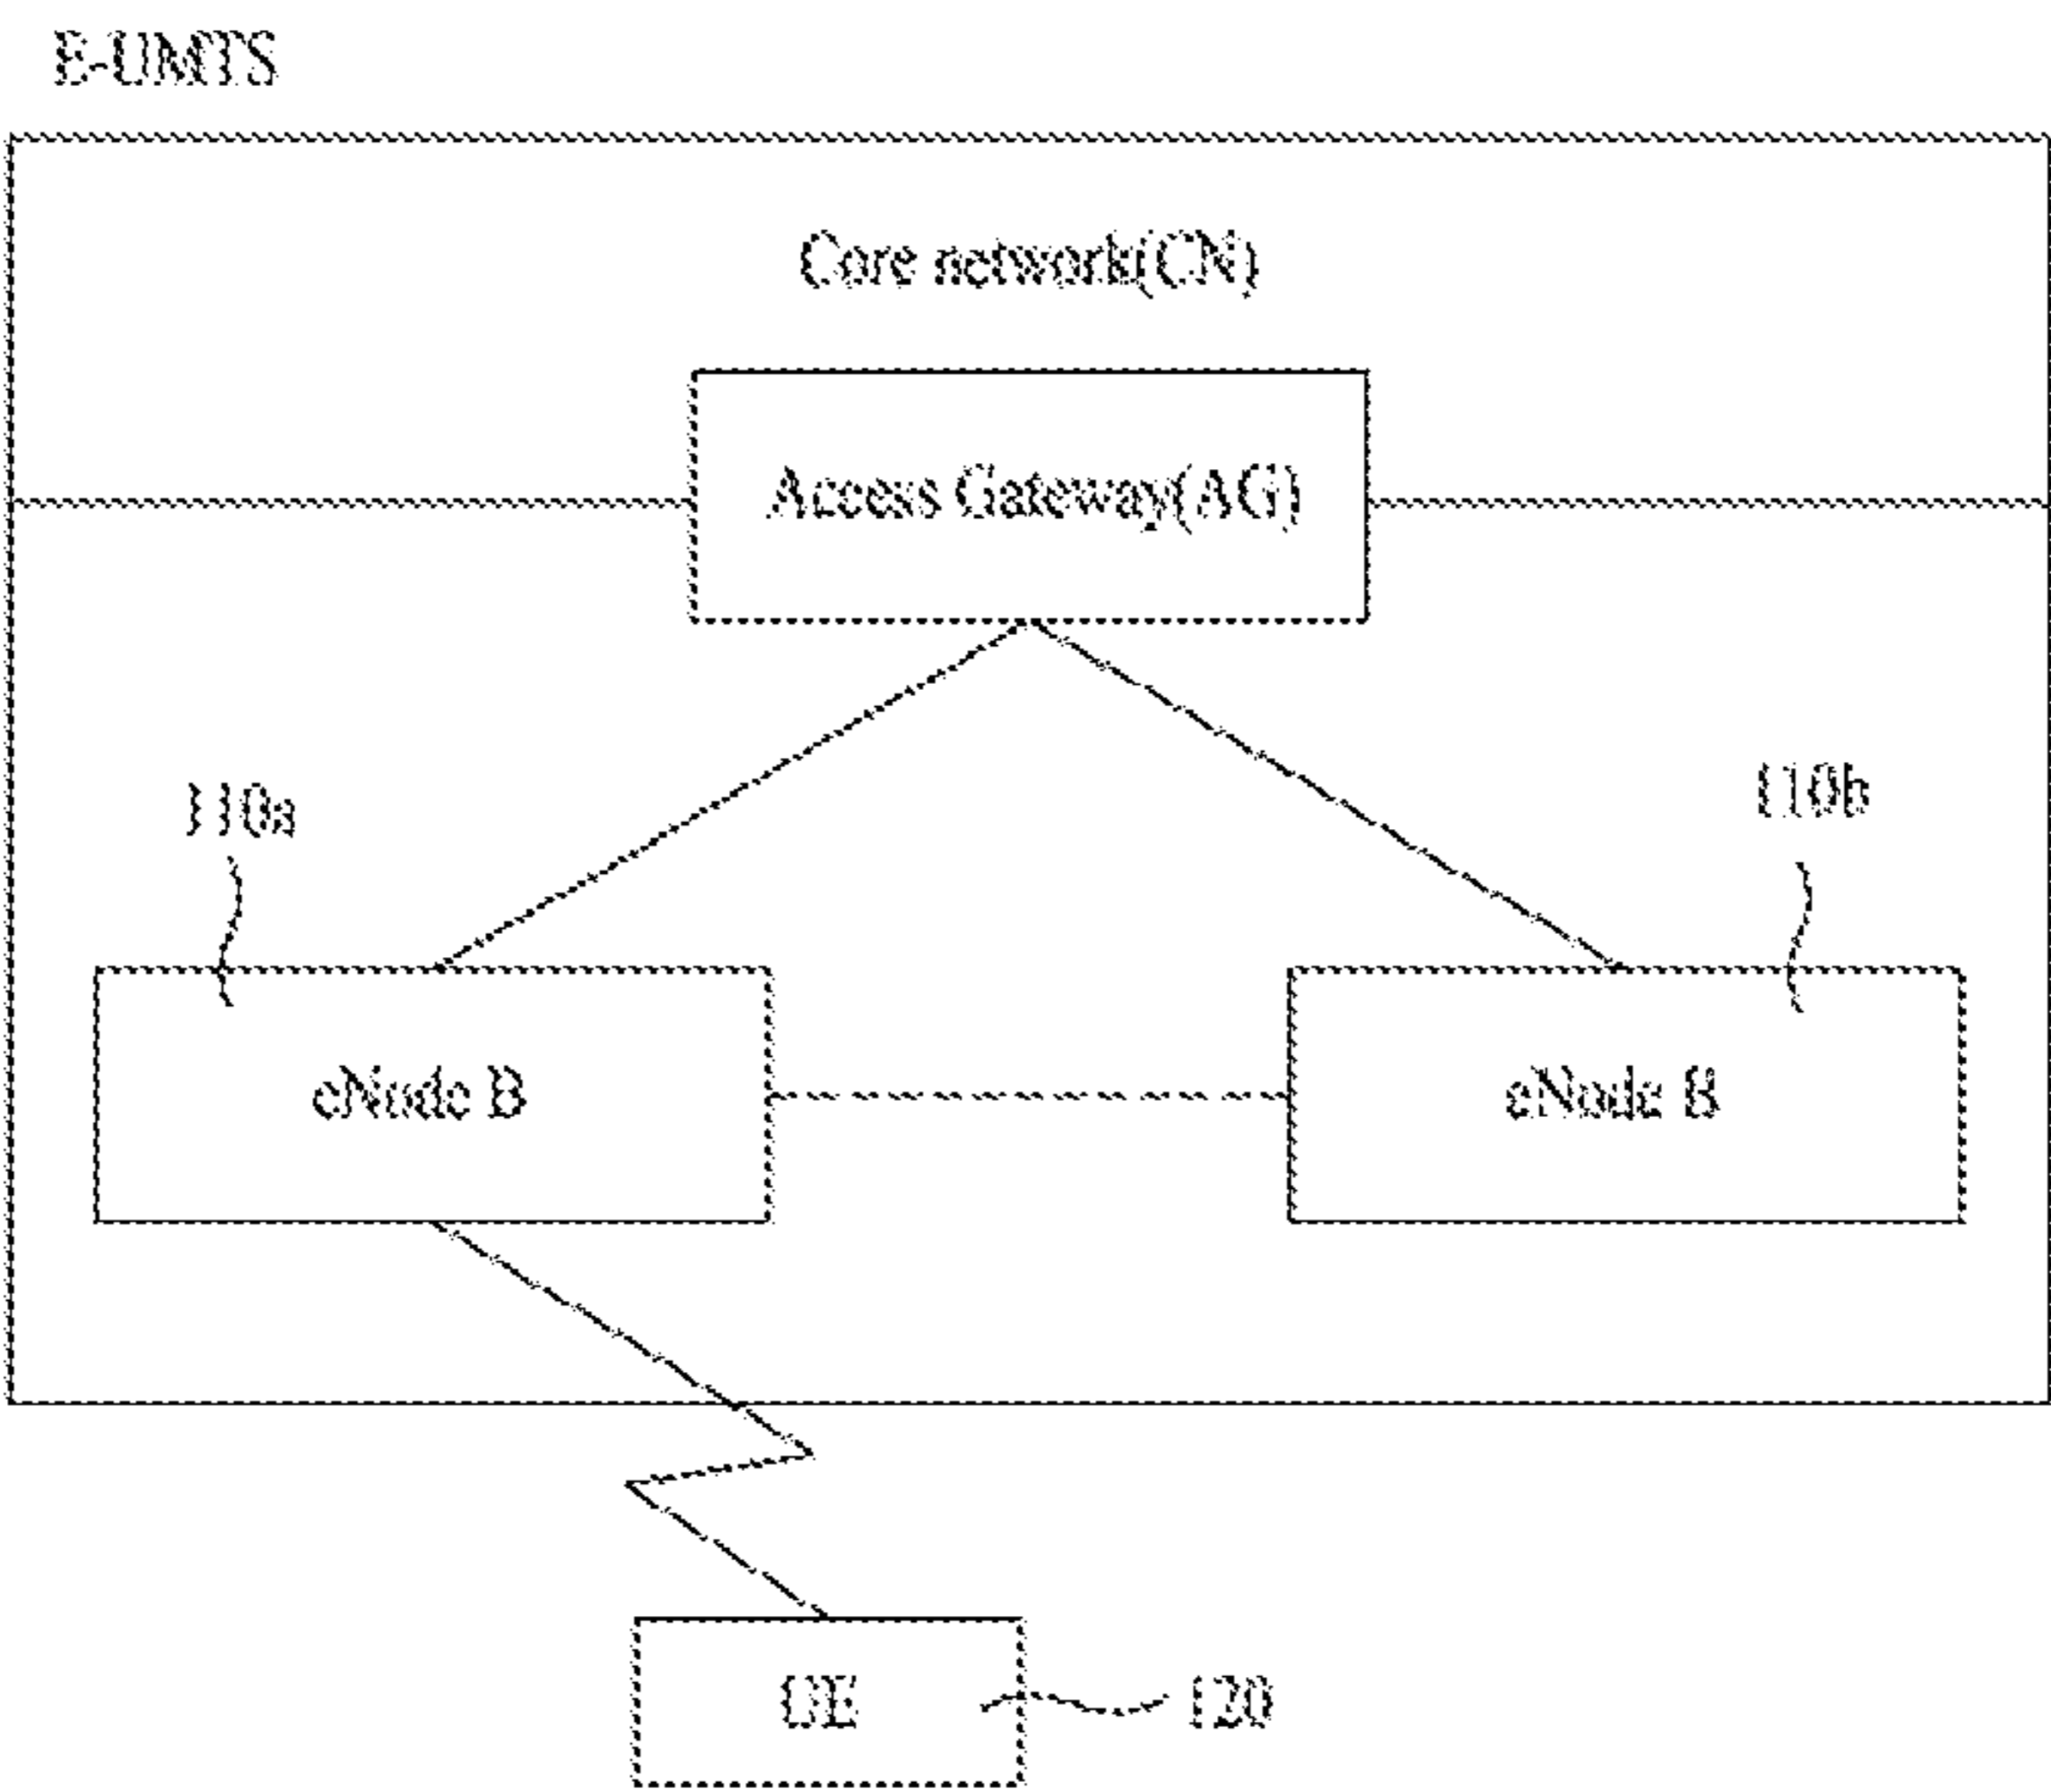 E-UMTS
Core network(CN)
Access Gateway(AG)
110a
110b
eNode B
eNode B
UE
120